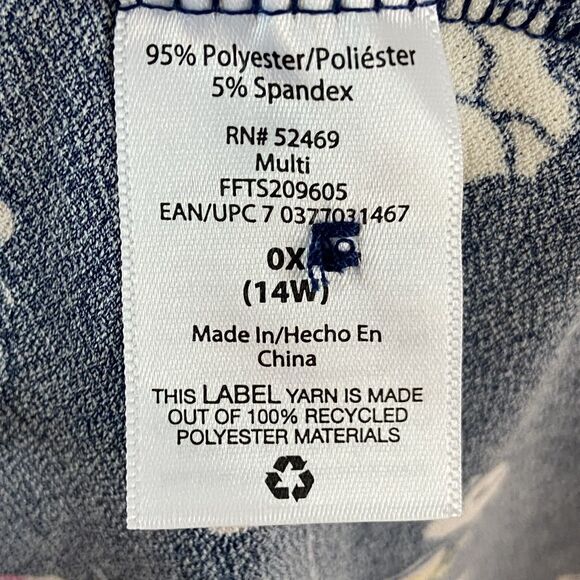 95% Polyester/Poliéster
5% Spandex
RN# 52469
Multi
FFTS209605
EAN/UPC 7 0377031467
0X
(14W)
Made In/Hecho En
China
THIS LABEL YARN IS MADE
OUT OF 100% RECYCLED
POLYESTER MATERIALS